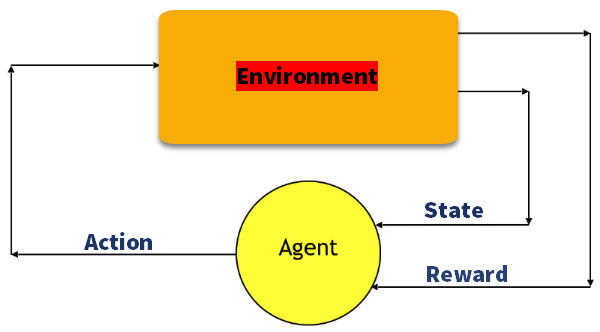 Environment
State
Agent
Action
Reward